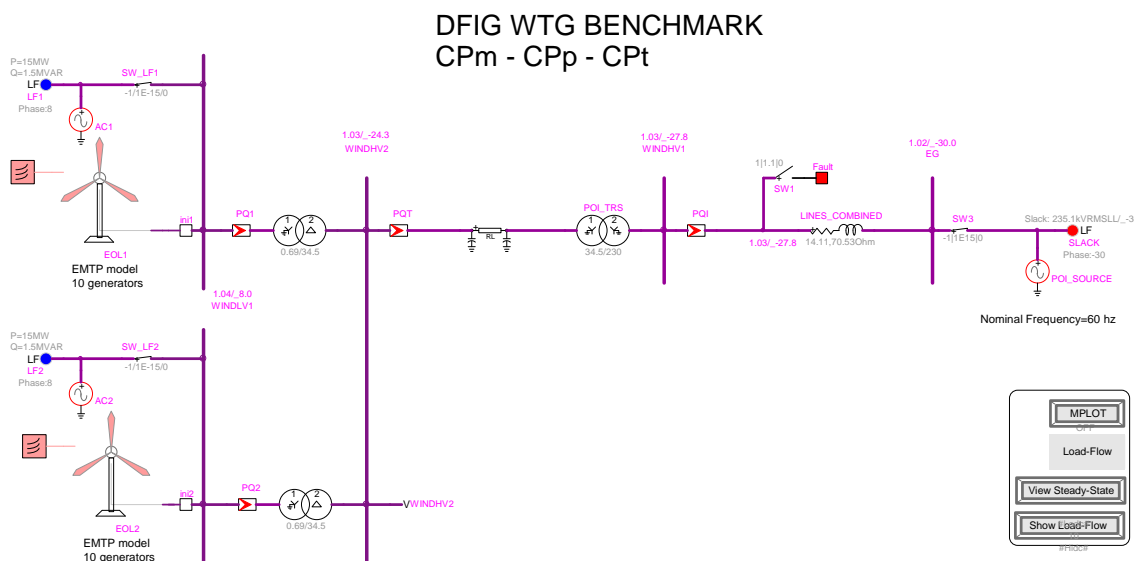 DFIG WTG BENCHMARK
CPm - CPp - CPt
P=15MW
Q=1.5MVAR
LF
LF1
Phase:8
SW_LF1
-1/1E-15/0
AC1
ini1
EOL1
EMTP model
10 generators
PQ1
1
2
0.69/34.5
1.04/_8.0
WINDLV1
1.03/_-24.3
WINDHV2
PQT
RL
POI_TRS
1
2
34.5/230
1.03/_-27.8
WINDHV1
PQI
1|1.1|0
SW1
Fault
1.03/_-27.8
LINES_COMBINED
14.11,70.53Ohm
1.02/_-30.0
EG
SW3
-1|1E15|0
Slack: 235.1kVRMSLL/_-3
LF
SLACK
Phase:-30
POI_SOURCE
Nominal Frequency=60 hz
P=15MW
Q=1.5MVAR
LF
LF2
Phase:8
SW_LF2
-1/1E-15/0
AC2
ini2
EOL2
EMTP model
10 generators
PQ2
1
2
0.69/34.5
WINDHV2
MPLOT
Load-Flow
View Steady-State
Show Load-Flow